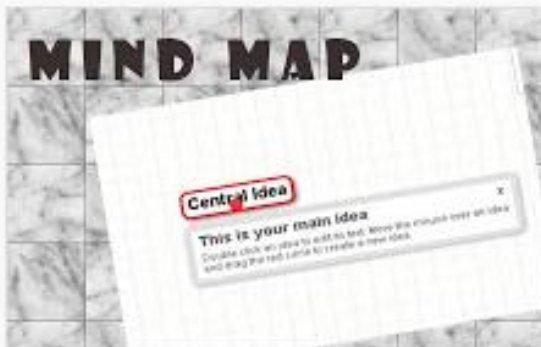 MIND MAP
Central Idea
x
This is your main idea
Double click an idea to edit its text. Move the mouse over an idea
and drag the red circle to create a new idea.